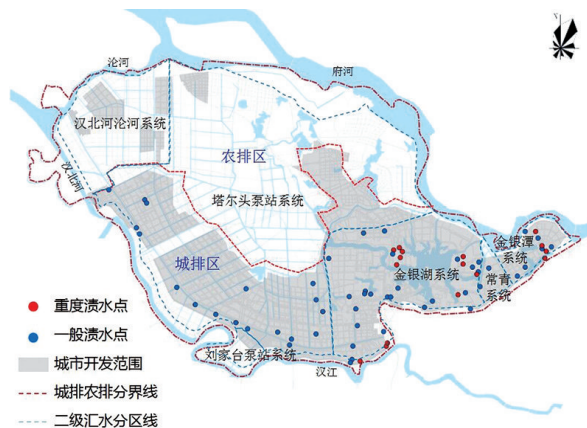 N
沦河
府河
汉北河沦河系统
农排区
汉北河
塔尔头泵站系统
金银潭
系统
城排区
金银湖系统
常青
系统
重度渍水点
一般渍水点
刘家台泵站系统
城市开发范围
汉江
城排农排分界线
二级汇水分区线